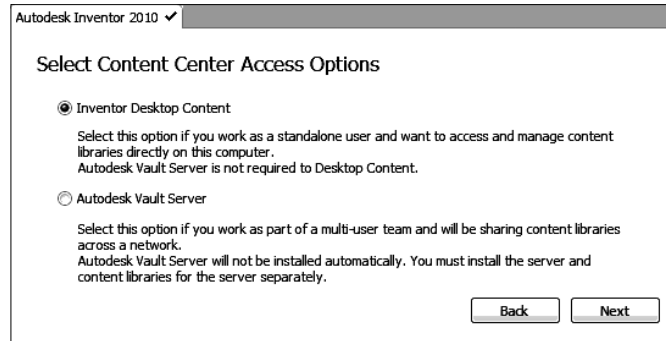 Autodesk Inventor 2010 ✔
Select Content Center Access Options
Inventor Desktop Content
Select this option if you work as a standalone user and want to access and manage content
libraries directly on this computer.
Autodesk Vault Server is not required to Desktop Content.
Autodesk Vault Server
Select this option if you work as part of a multi-user team and will be sharing content libraries
across a network.
Autodesk Vault Server will not be installed automatically. You must install the server and
content libraries for the server separately.
Back Next